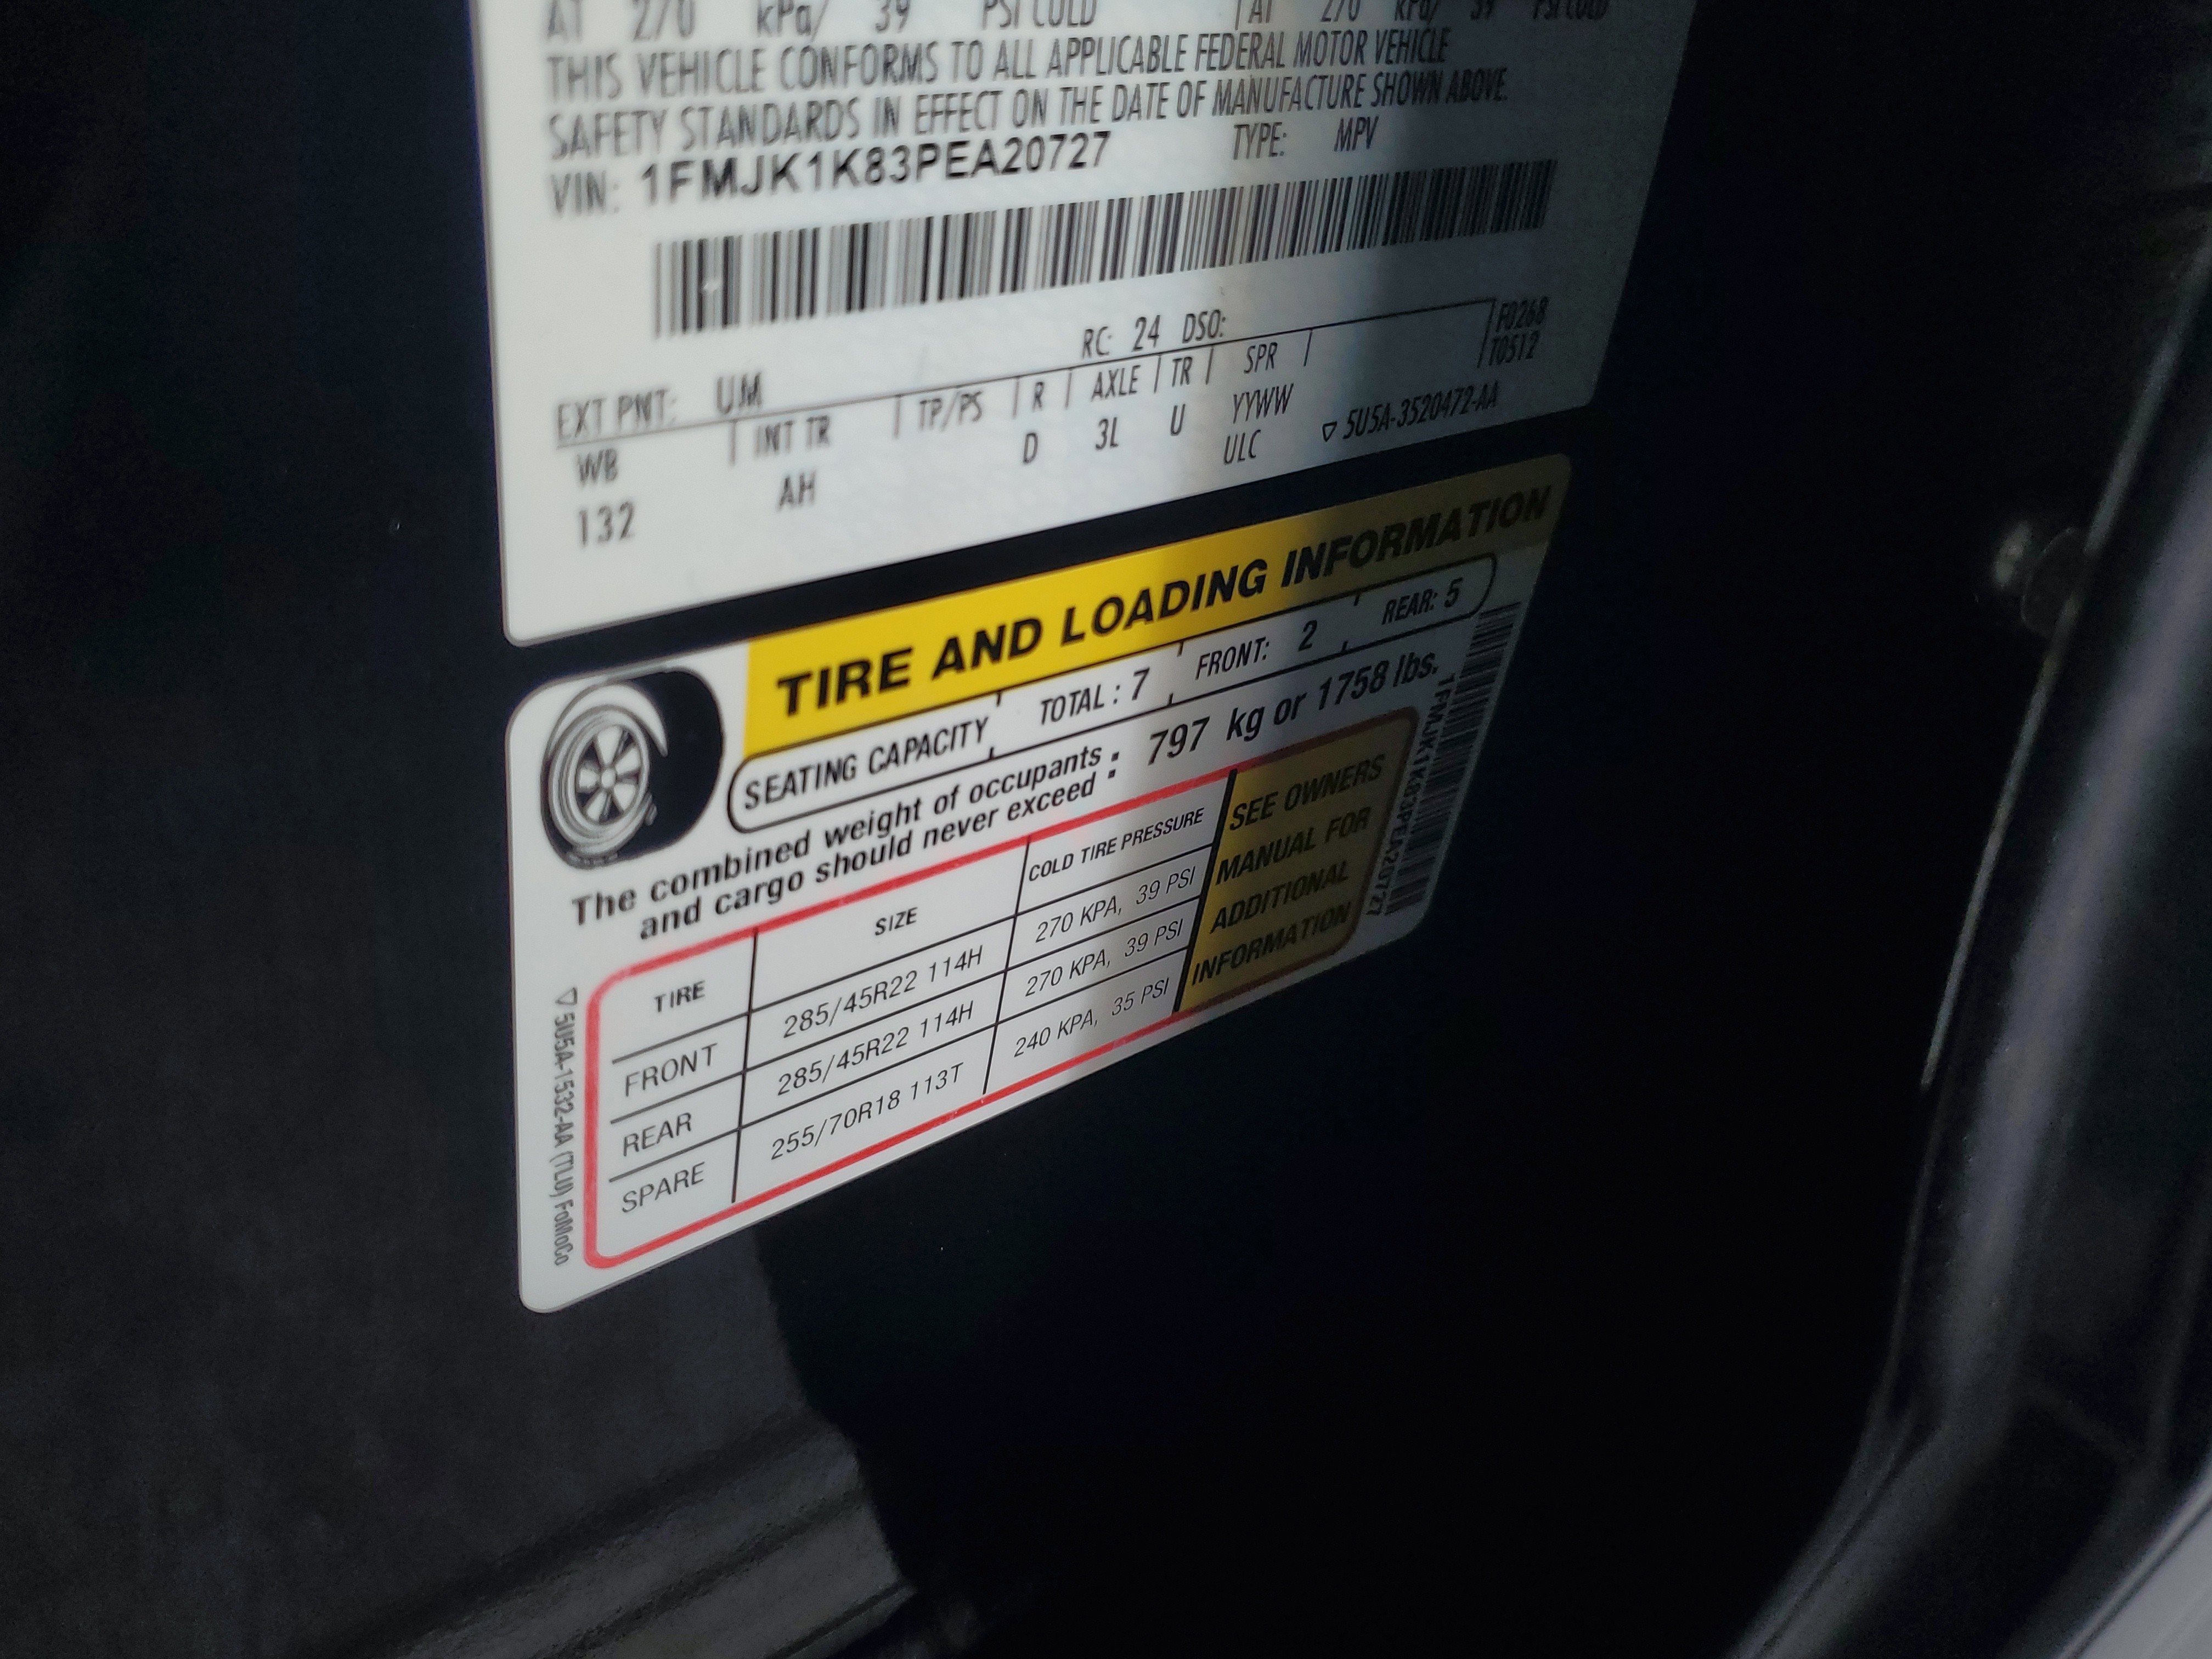 AT 270 kPa/ 39 PSI COLD | AT 270 kPa/ 39 PSI COLD
THIS VEHICLE CONFORMS TO ALL APPLICABLE FEDERAL MOTOR VEHICLE
SAFETY STANDARDS IN EFFECT ON THE DATE OF MANUFACTURE SHOWN ABOVE.
VIN: 1FMJK1K83PEA20727 TYPE: MPV
RC: 24 DSO: F0268
T0512
EXT PNT: UM
WB | INT TR | TP/PS | R | AXLE | TR | SPR |
132 AH D 3L U YYWW
ULC 5U5A-3520472-AA
TIRE AND LOADING INFORMATION
SEATING CAPACITY TOTAL : 7 FRONT: 2 REAR: 5
The combined weight of occupants
and cargo should never exceed : 797 kg or 1758 lbs.
TIRE SIZE COLD TIRE PRESSURE
FRONT 285/45R22 114H 270 KPA, 39 PSI
REAR 285/45R22 114H 270 KPA, 39 PSI
SPARE 255/70R18 113T 240 KPA, 35 PSI
SEE OWNERS
MANUAL FOR
ADDITIONAL
INFORMATION
1FMJK1K83PEA20727
5U5A-1532-AA (TLU) FoMoCo